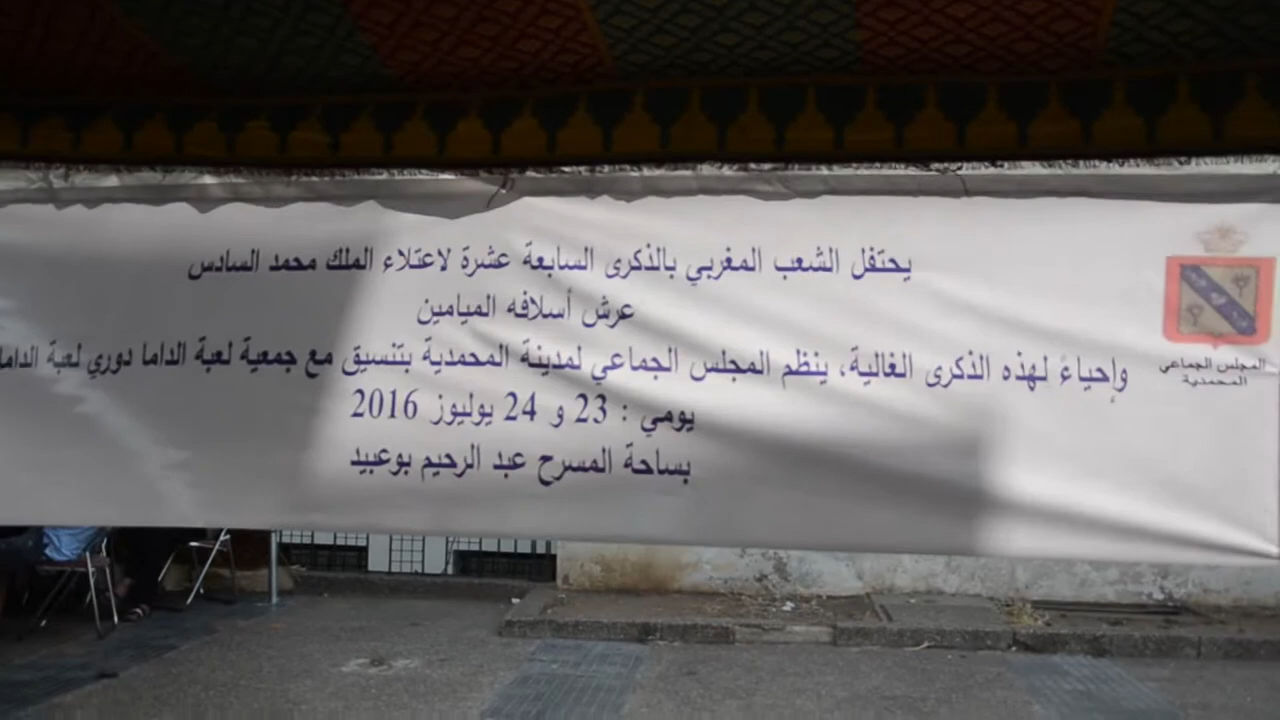 يحتفل الشعب المغربي بالذكرى السابعة عشرة لاعتلاء الملك محمد السادس
عرش أسلافه الميامين
وإحياءً لهذه الذكرى الغالية، ينظم المجلس الجماعي لمدينة المحمدية بتنسيق مع جمعية لعبة الداما دوري لعبة الداما
يومي : 23 و 24 يوليوز 2016
بساحة المسرح عبد الرحيم بوعبيد
المجلس الجماعي
المحمدية